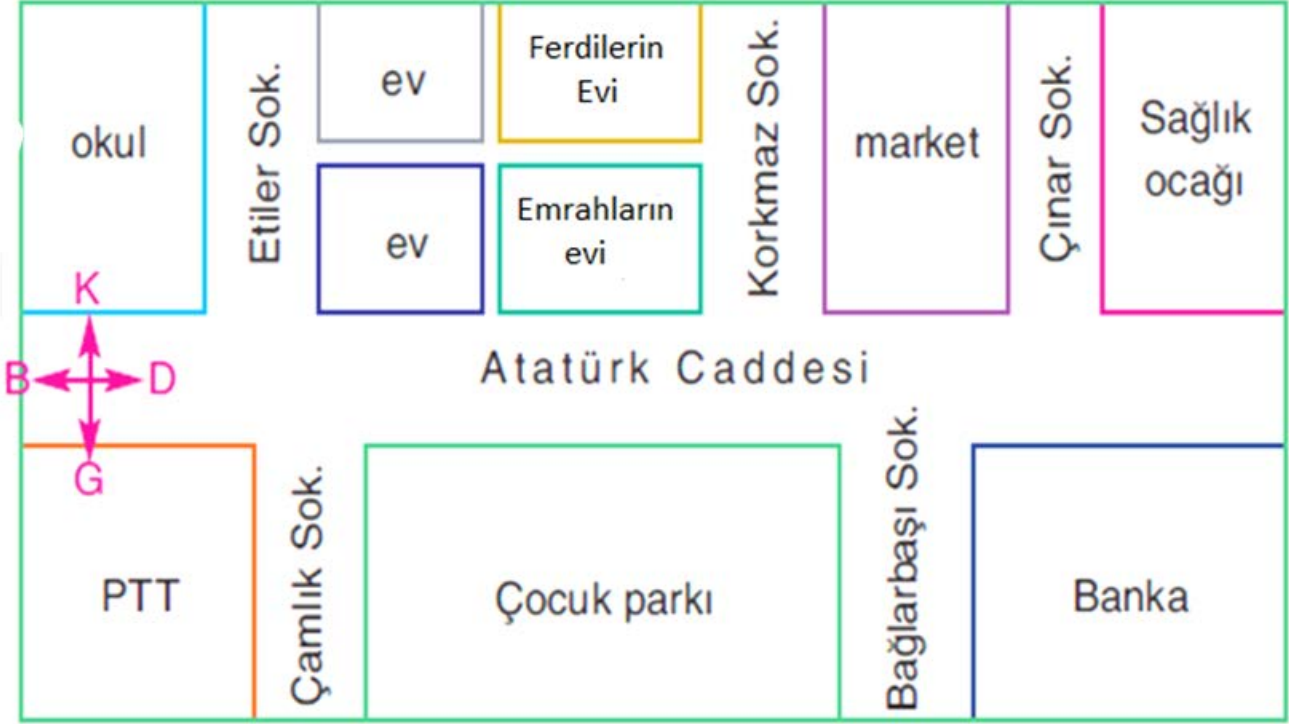 okul
Etiler Sok.
ev
Ferdilerin
Evi
ev
Emrahların
evi
Korkmaz Sok.
market
Çınar Sok.
Sağlık
ocağı
K
B
D
G
Atatürk Caddesi
PTT
Çamlık Sok.
Çocuk parkı
Bağlarbaşı Sok.
Banka